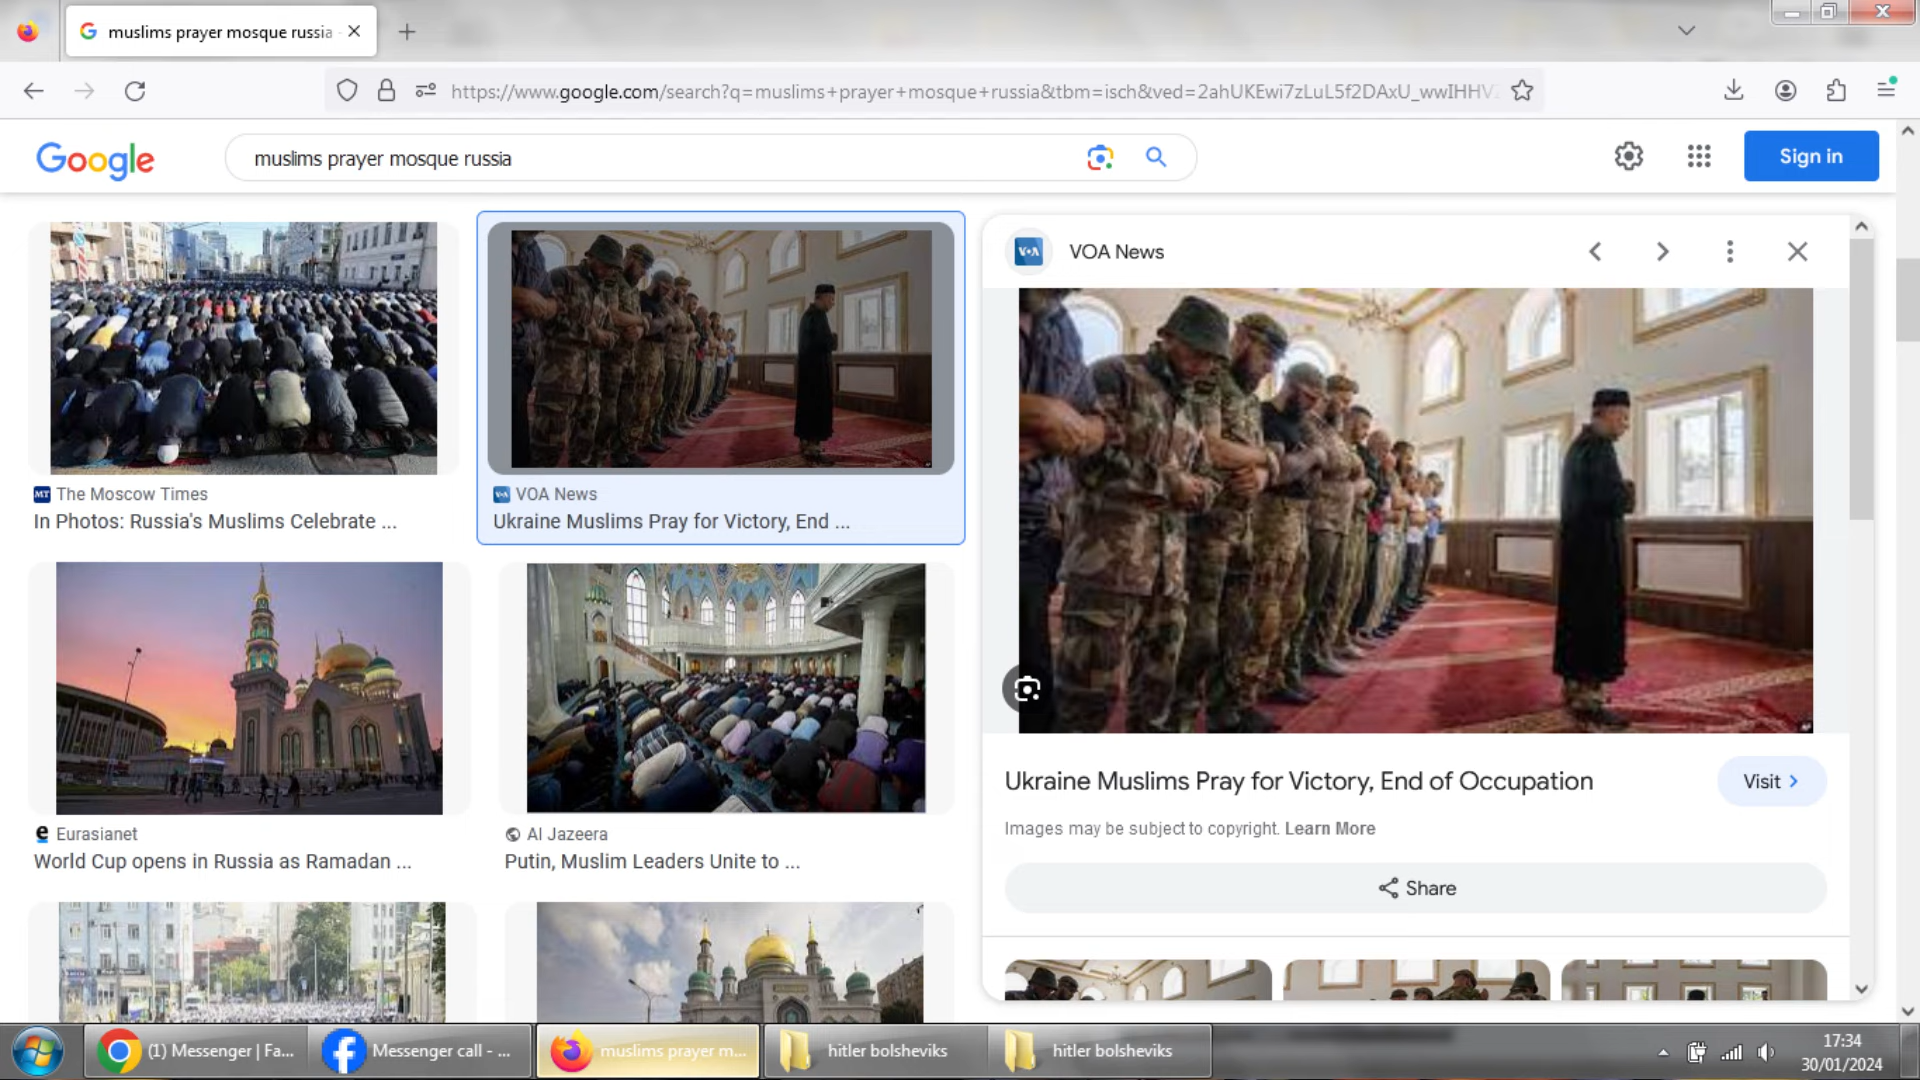 muslims prayer mosque russia -
https://www.google.com/search?q=muslims+prayer+mosque+russia&tbm=isch&ved=2ahUKEwi7zLuL5f2DAxU_wwIHHV
Google
muslims prayer mosque russia
Sign in
MT The Moscow Times
In Photos: Russia's Muslims Celebrate ...
VOA VOA News
Ukraine Muslims Pray for Victory, End ...
e Eurasianet
World Cup opens in Russia as Ramadan ...
Al Jazeera
Putin, Muslim Leaders Unite to ...
VOA VOA News
Ukraine Muslims Pray for Victory, End of Occupation
Visit
Images may be subject to copyright. Learn More
Share
(1) Messenger | Fa...
Messenger call - ...
muslims prayer m...
hitler bolsheviks
hitler bolsheviks
17:34
30/01/2024